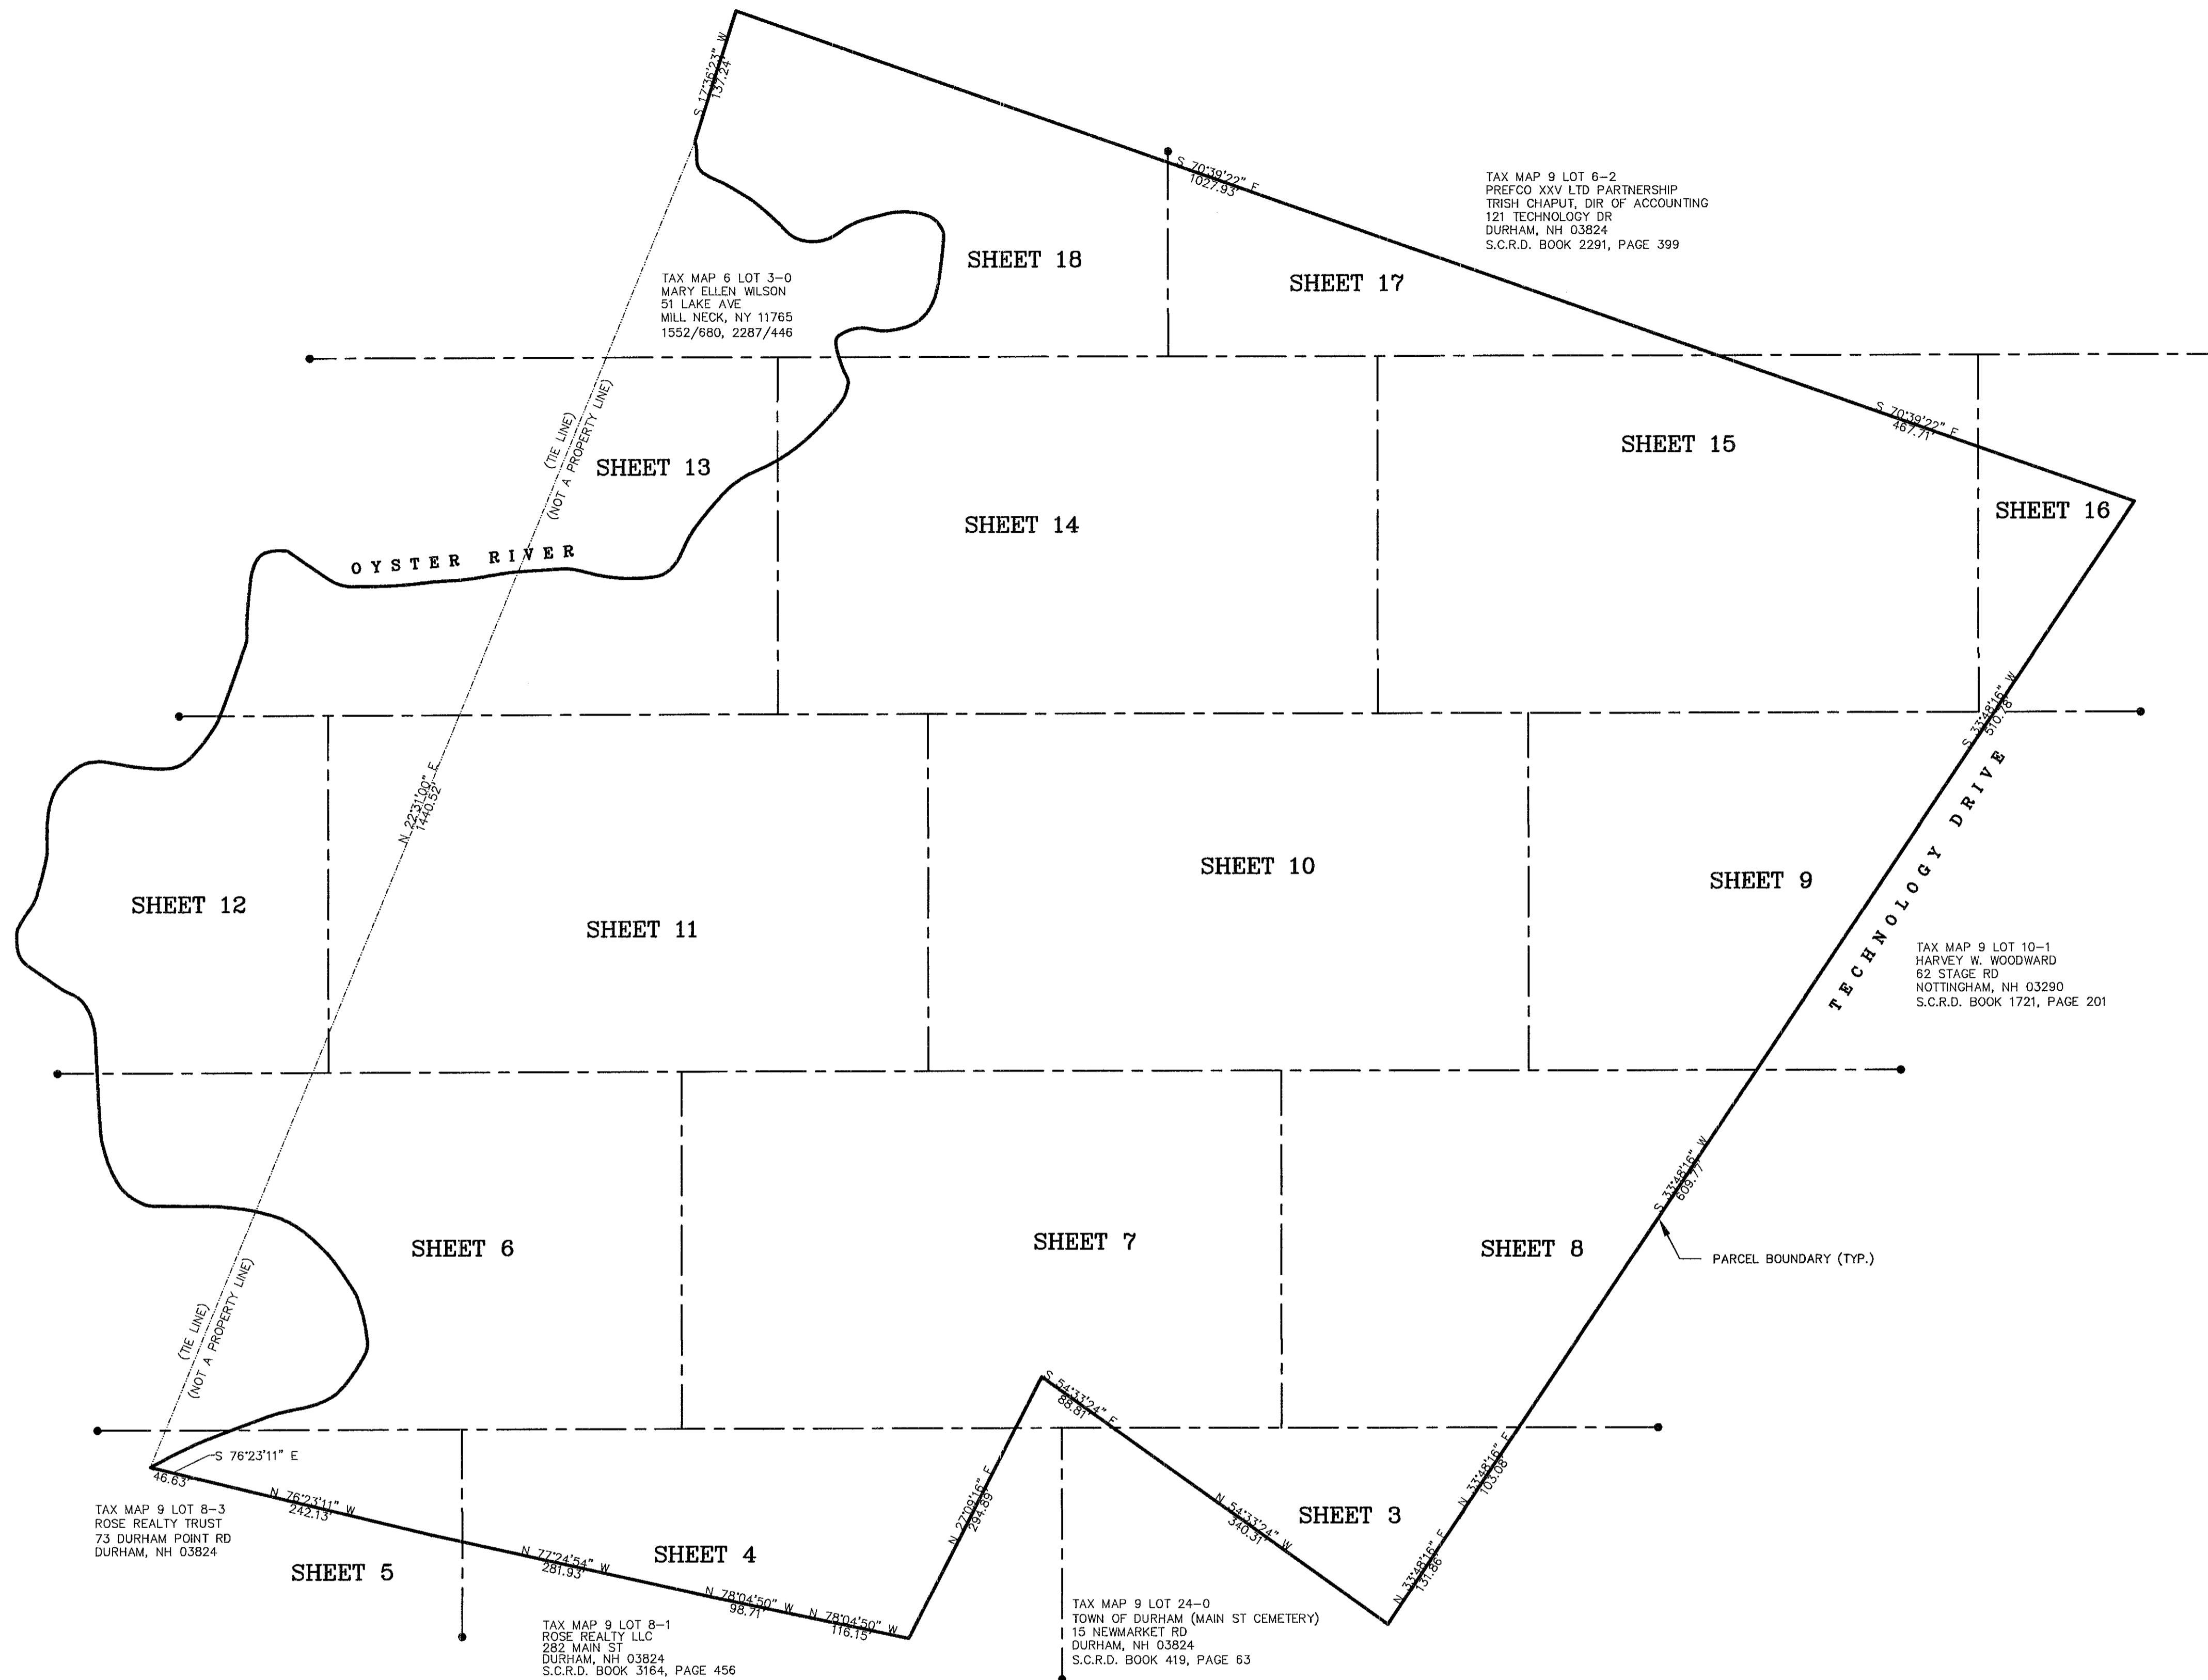 S 17°36'23" W
137.24'
S 70°39'22" E
1027.93'
TAX MAP 9 LOT 6-2
PREFCO XXV LTD PARTNERSHIP
TRISH CHAPUT, DIR OF ACCOUNTING
121 TECHNOLOGY DR
DURHAM, NH 03824
S.C.R.D. BOOK 2291, PAGE 399
SHEET 18
SHEET 17
TAX MAP 6 LOT 3-0
MARY ELLEN WILSON
51 LAKE AVE
MILL NECK, NY 11765
1552/680, 2287/446
(TIE LINE)
(NOT A PROPERTY LINE)
SHEET 13
S 70°39'22" E
467.71'
SHEET 15
SHEET 16
SHEET 14
OYSTER RIVER
S 33°48'16" W
510.78'
TECHNOLOGY DRIVE
N 22°31'00" E
1440.52'
SHEET 10
SHEET 9
SHEET 12
SHEET 11
TAX MAP 9 LOT 10-1
HARVEY W. WOODWARD
62 STAGE RD
NOTTINGHAM, NH 03290
S.C.R.D. BOOK 1721, PAGE 201
S 33°48'16" W
609.77'
SHEET 6
SHEET 7
SHEET 8
PARCEL BOUNDARY (TYP.)
(TIE LINE)
(NOT A PROPERTY LINE)
S 54°33'24" E
88.81'
S 76°23'11" E
46.63'
N 76°23'11" W
242.13'
TAX MAP 9 LOT 8-3
ROSE REALTY TRUST
73 DURHAM POINT RD
DURHAM, NH 03824
N 27°09'16" E
294.89'
N 54°33'24" W
340.31'
SHEET 3
N 33°48'16" E
103.08'
N 33°48'16" E
131.86'
SHEET 5
N 77°24'54" W
281.93'
SHEET 4
N 78°04'50" W
98.71'
N 78°04'50" W
116.15'
TAX MAP 9 LOT 8-1
ROSE REALTY LLC
282 MAIN ST
DURHAM, NH 03824
S.C.R.D. BOOK 3164, PAGE 456
TAX MAP 9 LOT 24-0
TOWN OF DURHAM (MAIN ST CEMETERY)
15 NEWMARKET RD
DURHAM, NH 03824
S.C.R.D. BOOK 419, PAGE 63